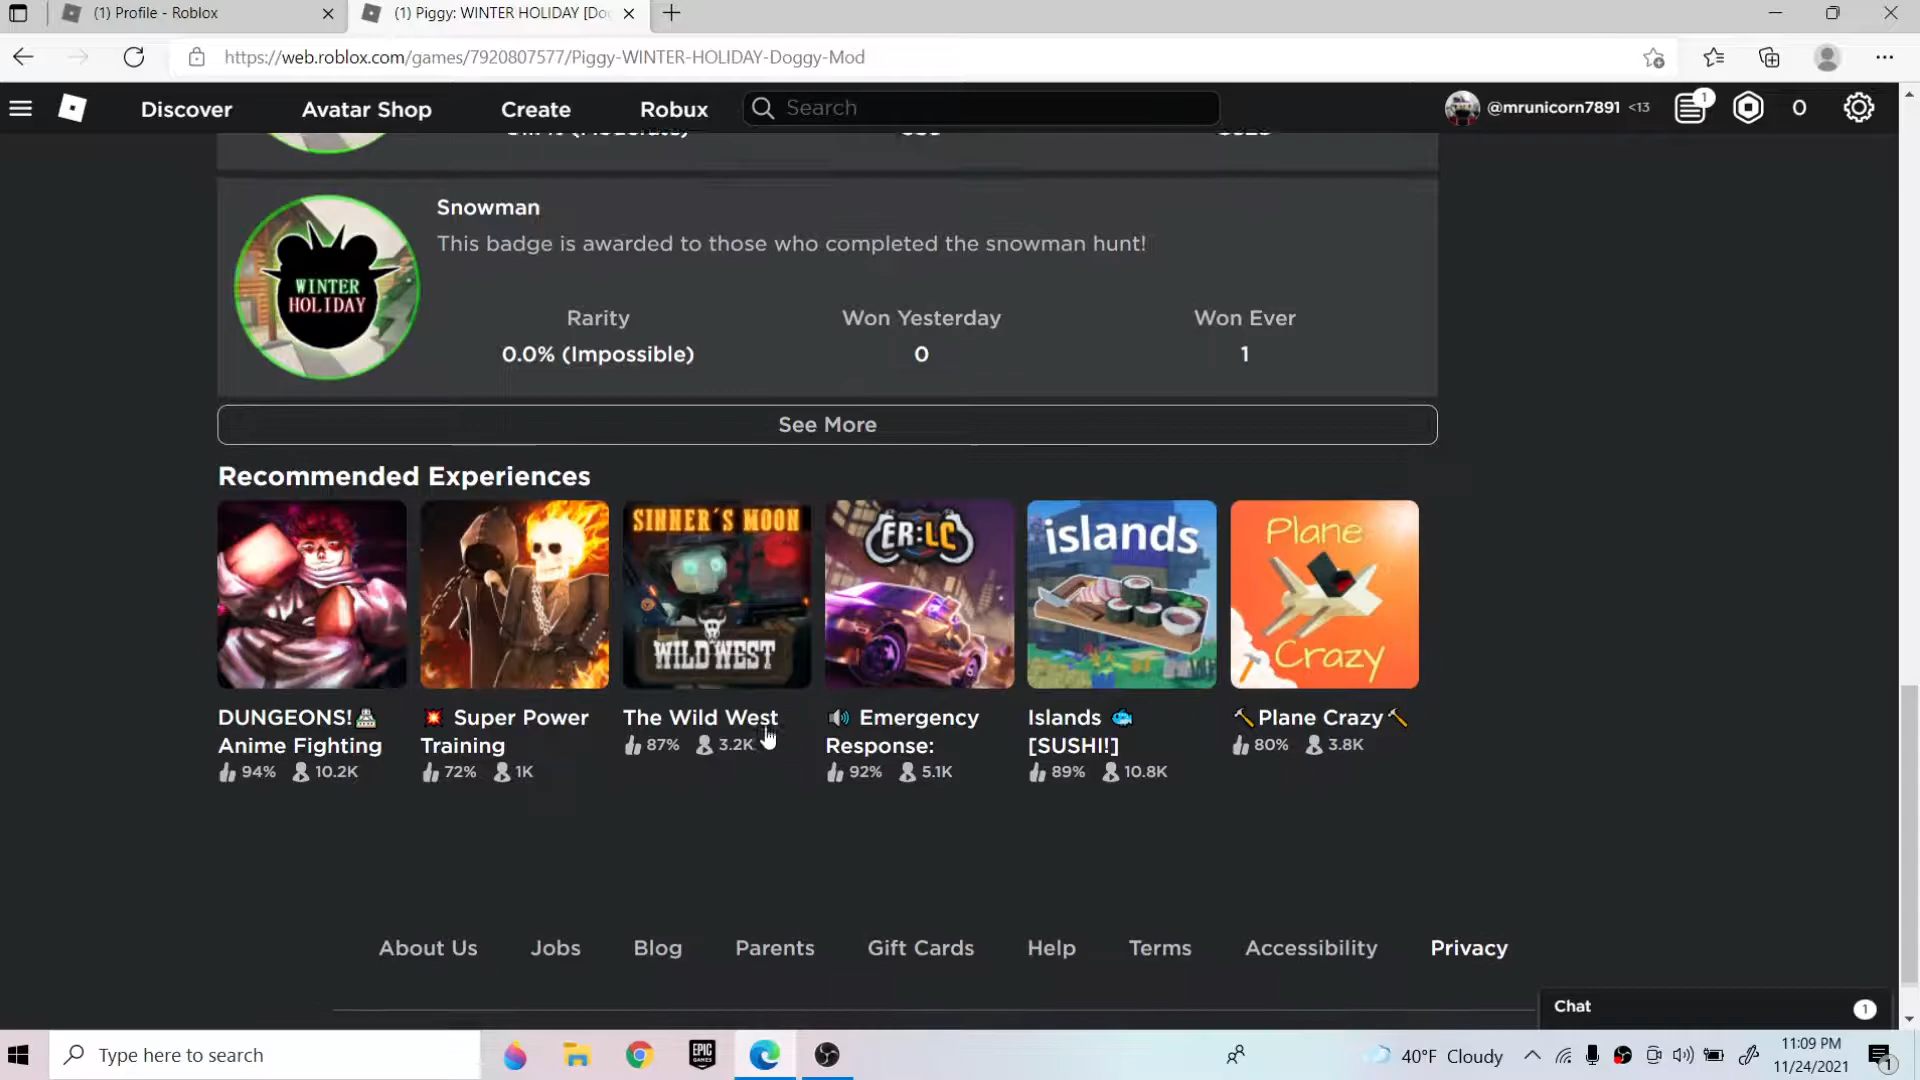 (1) Profile - Roblox
(1) Piggy: WINTER HOLIDAY [Do
https://web.roblox.com/games/7920807577/Piggy-WINTER-HOLIDAY-Doggy-Mod
Discover Avatar Shop Create Robux Search @mrunicorn7891 <13 1 0
Snowman
This badge is awarded to those who completed the snowman hunt!
WINTER
HOLIDAY
Rarity Won Yesterday Won Ever
0.0% (Impossible) 0 1
See More
Recommended Experiences
SINNER'S MOON
WILD WEST
ER:LC
islands
Plane
Crazy
DUNGEONS!
Anime Fighting
94% 10.2K
Super Power
Training
72% 1K
The Wild West
87% 3.2K
Emergency
Response:
92% 5.1K
Islands
[SUSHI!]
89% 10.8K
Plane Crazy
80% 3.8K
About Us Jobs Blog Parents Gift Cards Help Terms Accessibility Privacy
Chat 1
Type here to search
EPIC
GAMES
40°F Cloudy
11:09 PM
11/24/2021
1